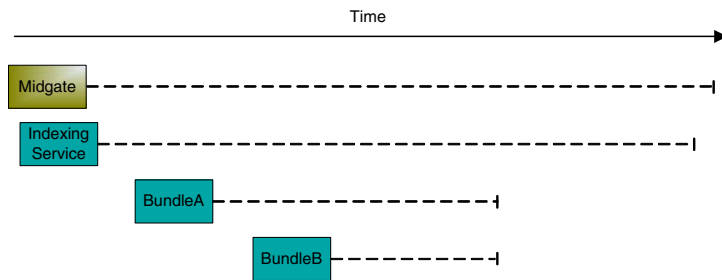 Time
Midgate
Indexing
Service
BundleA
BundleB